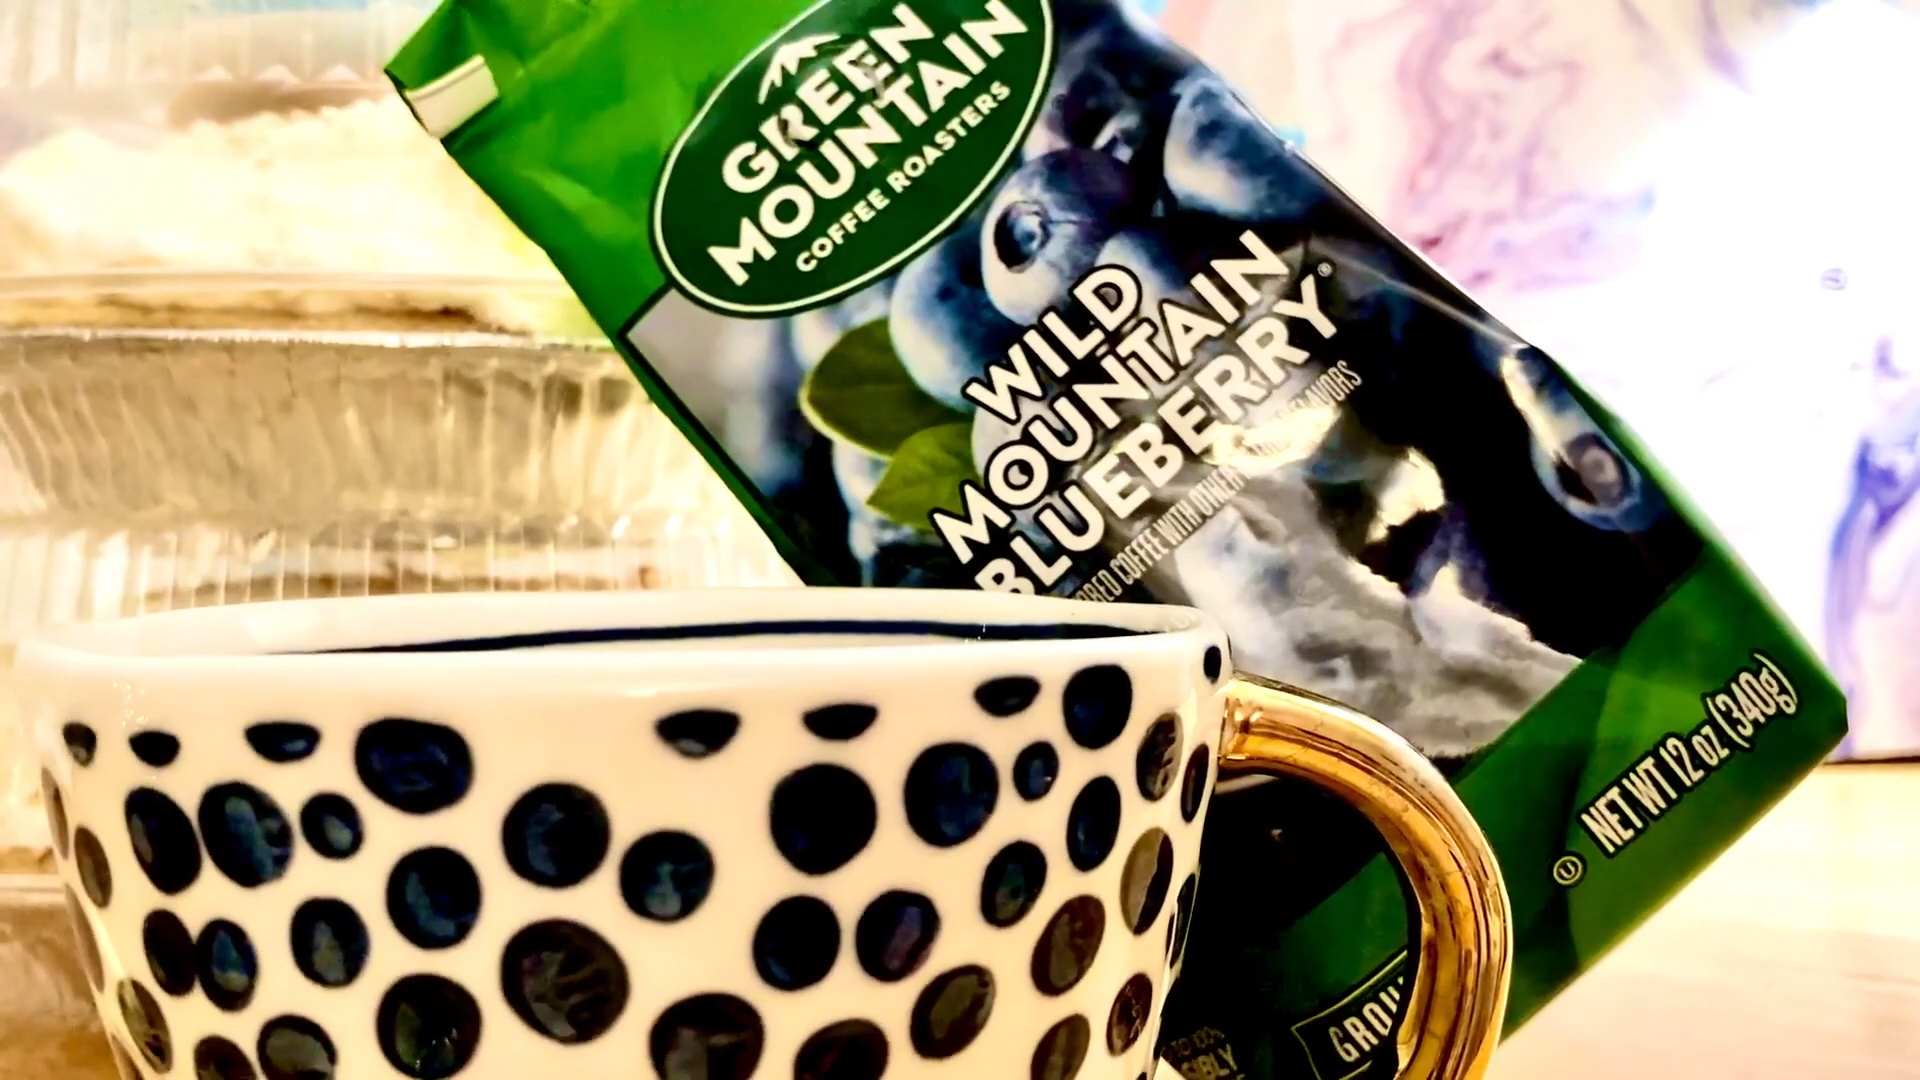 GREEN
MOUNTAIN
COFFEE ROASTERS
WILD
MOUNTAIN
BLUEBERRY®
COFFEE WITH OTHER FLAVORS
NET WT 12 oz (340g)
U